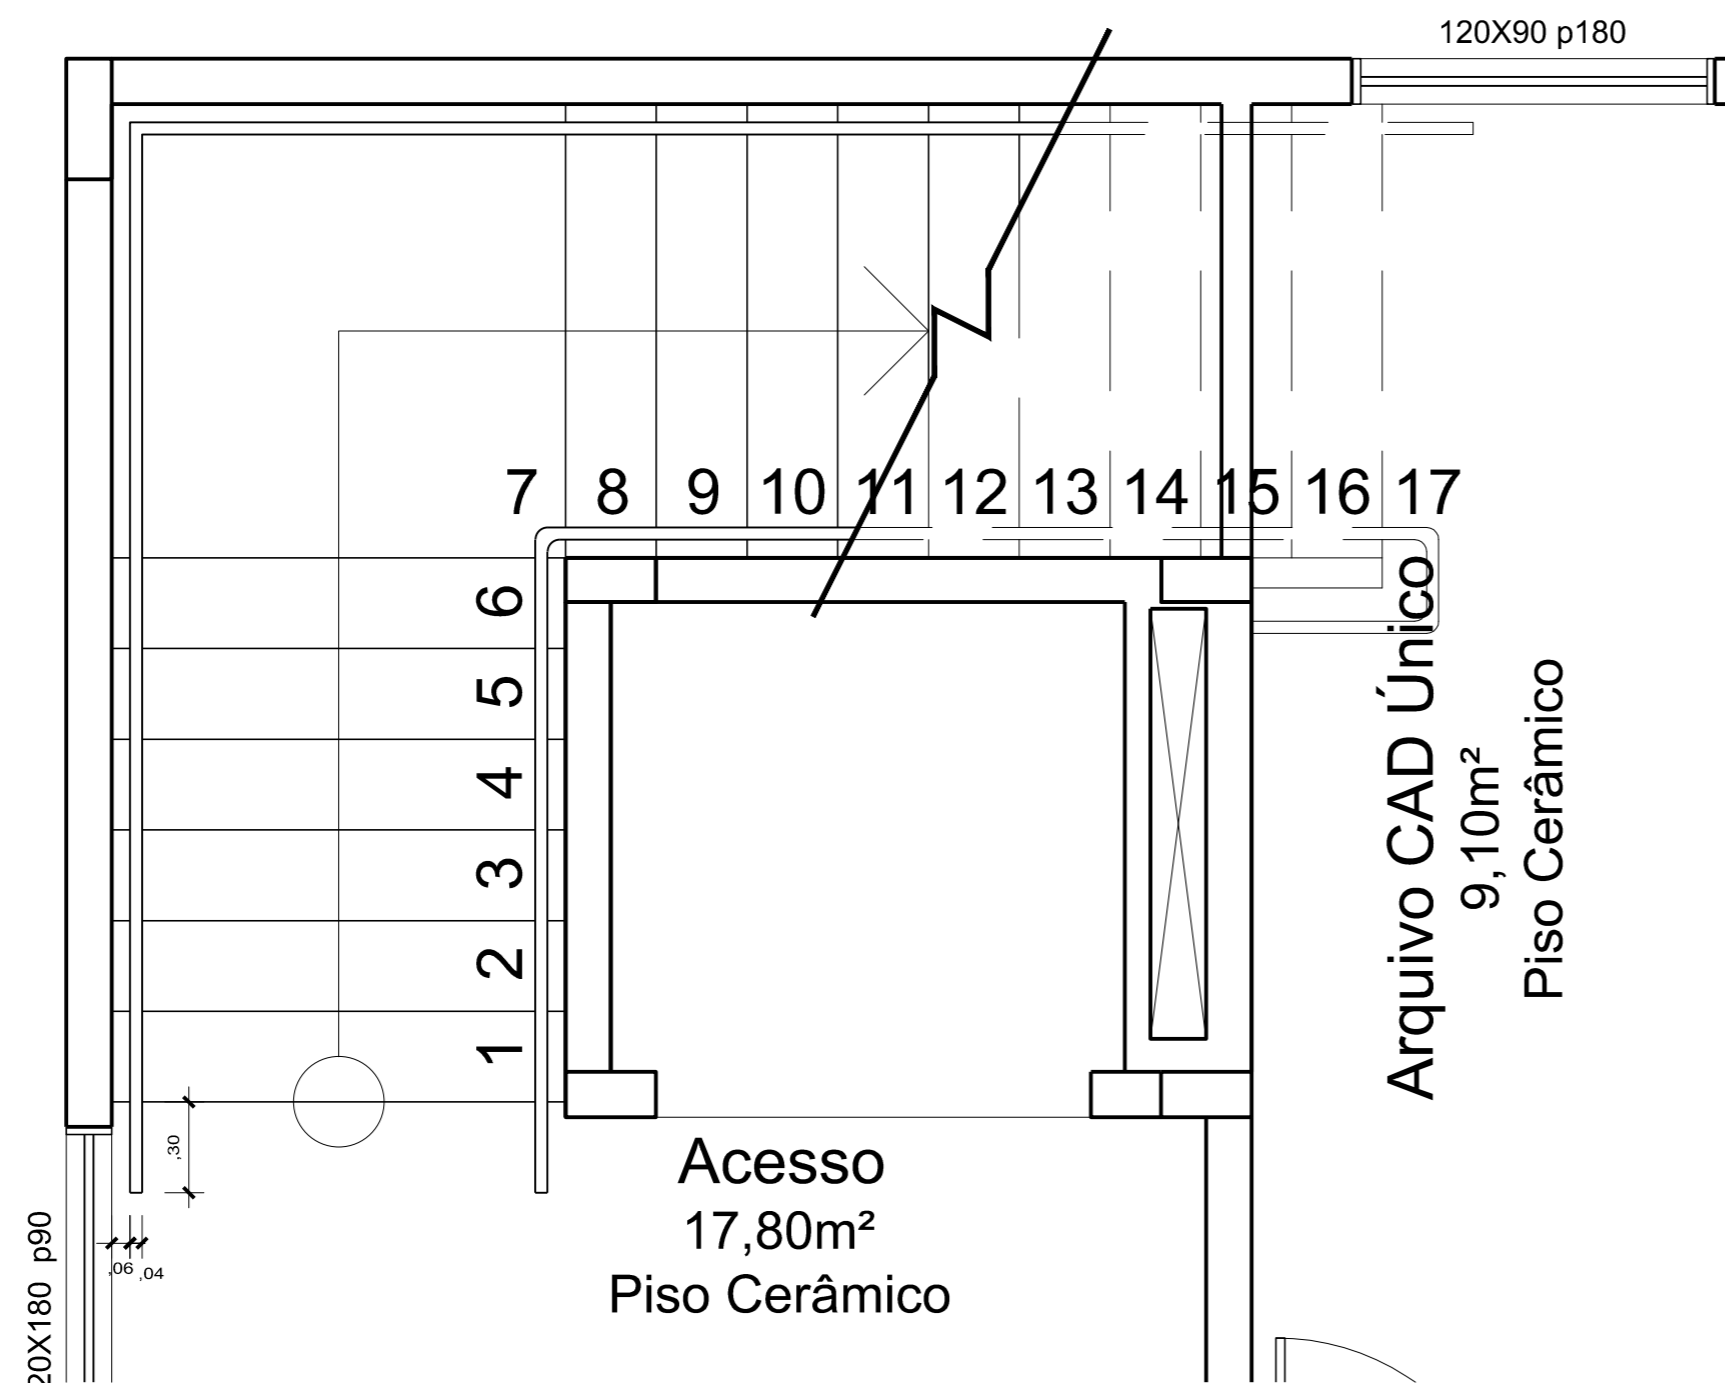 120X90 p180
7 8 9 10 11 12 13 14 15 16 17
6
5
4
3
2
1
Arquivo CAD Único
9,10m²
Piso Cerâmico
,30
,06 ,04
Acesso
17,80m²
Piso Cerâmico
20X180 p90